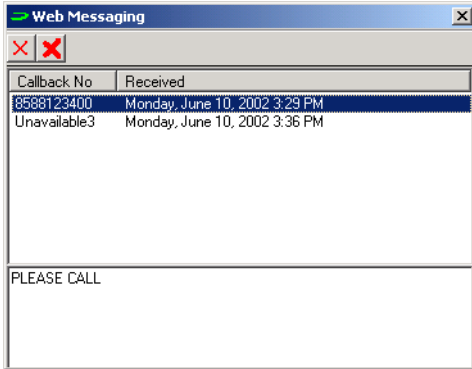 Web Messaging
Callback No Received
8588123400 Monday, June 10, 2002 3:29 PM
Unavailable3 Monday, June 10, 2002 3:36 PM
PLEASE CALL